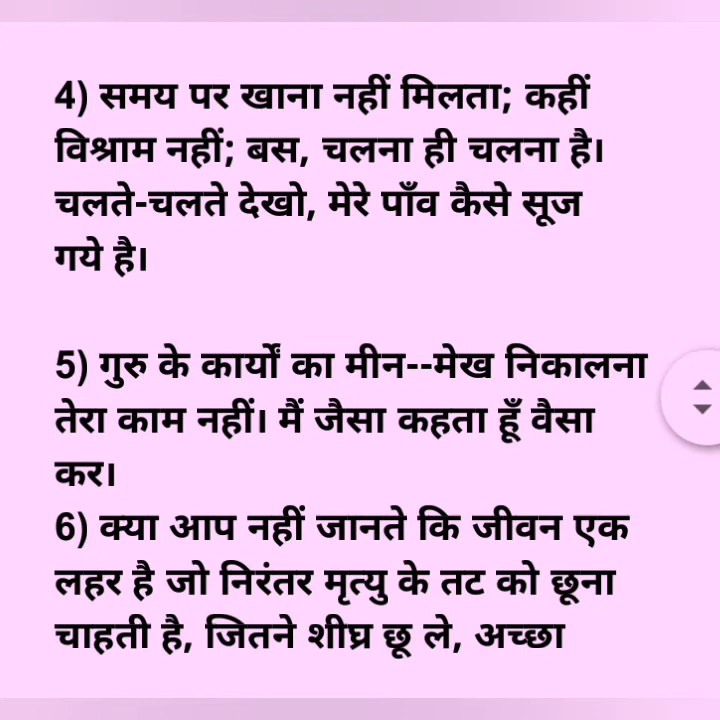 4) समय पर खाना नहीं मिलता; कहीं
विश्राम नहीं; बस, चलना ही चलना है।
चलते-चलते देखो, मेरे पाँव कैसे सूज
गये है।
5) गुरु के कार्यों का मीन--मेख निकालना
तेरा काम नहीं। मैं जैसा कहता हूँ वैसा
कर।
6) क्या आप नहीं जानते कि जीवन एक
लहर है जो निरंतर मृत्यु के तट को छूना
चाहती है, जितने शीघ्र छू ले, अच्छा